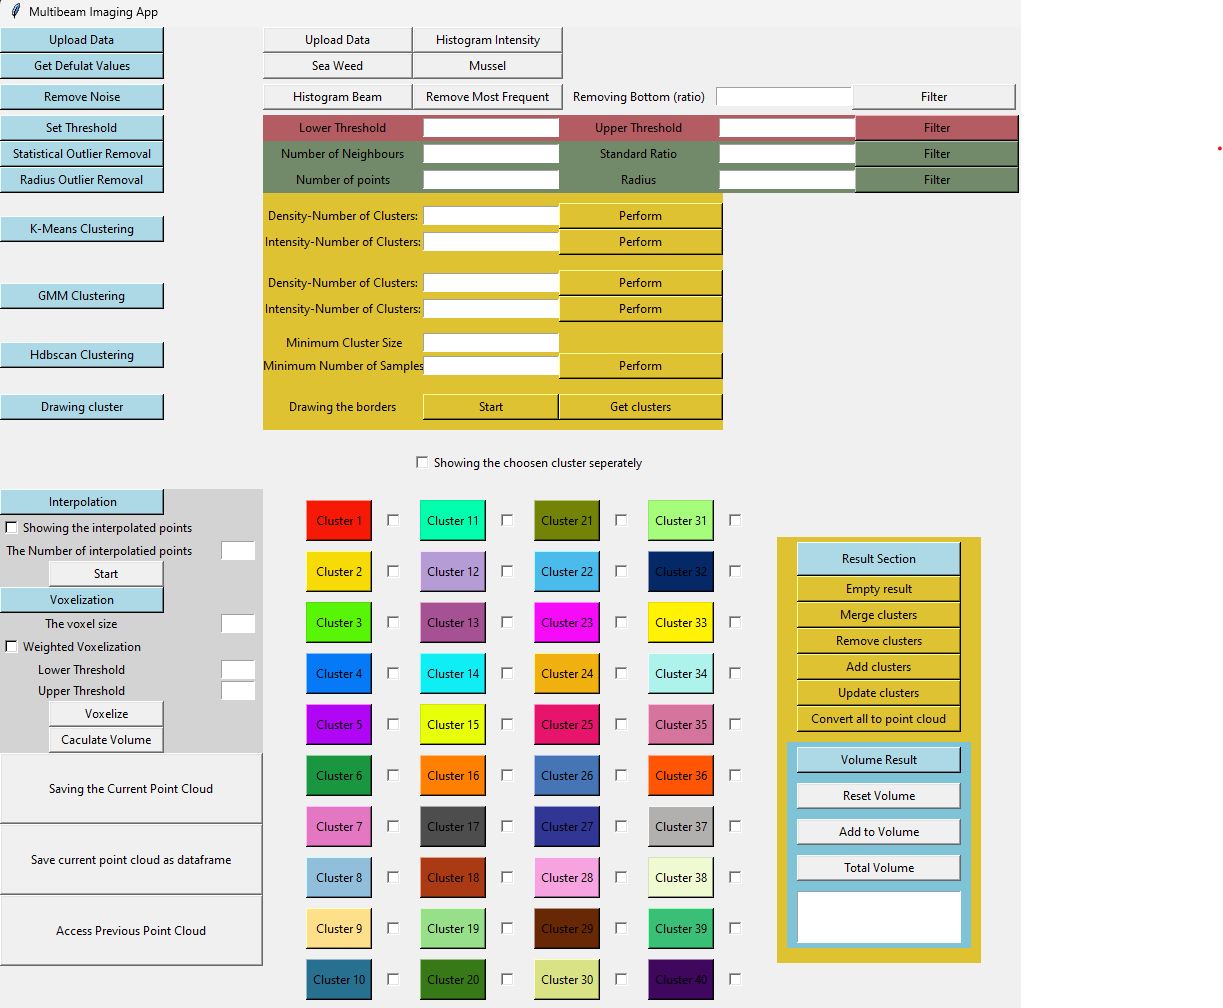 Multibeam Imaging App
Upload Data Upload Data Histogram Intensity
Get Defulat Values Sea Weed Mussel
Remove Noise Histogram Beam Remove Most Frequent Removing Bottom (ratio) Filter
Set Threshold Lower Threshold Upper Threshold Filter
Statistical Outlier Removal Number of Neighbours Standard Ratio Filter
Radius Outlier Removal Number of points Radius Filter
K-Means Clustering
Density-Number of Clusters: Perform
Intensity-Number of Clusters: Perform
GMM Clustering
Density-Number of Clusters: Perform
Intensity-Number of Clusters: Perform
Hdbscan Clustering
Minimum Cluster Size
Minimum Number of Samples Perform
Drawing cluster Drawing the borders Start Get clusters
Showing the choosen cluster seperately
Interpolation
Showing the interpolated points
The Number of interpolatied points
Start
Voxelization
The voxel size
Weighted Voxelization
Lower Threshold
Upper Threshold
Voxelize
Caculate Volume
Saving the Current Point Cloud
Save current point cloud as dataframe
Access Previous Point Cloud
Cluster 1 Cluster 11 Cluster 21 Cluster 31
Cluster 2 Cluster 12 Cluster 22 Cluster 32
Cluster 3 Cluster 13 Cluster 23 Cluster 33
Cluster 4 Cluster 14 Cluster 24 Cluster 34
Cluster 5 Cluster 15 Cluster 25 Cluster 35
Cluster 6 Cluster 16 Cluster 26 Cluster 36
Cluster 7 Cluster 17 Cluster 27 Cluster 37
Cluster 8 Cluster 18 Cluster 28 Cluster 38
Cluster 9 Cluster 19 Cluster 29 Cluster 39
Cluster 10 Cluster 20 Cluster 30 Cluster 40
Result Section
Empty result
Merge clusters
Remove clusters
Add clusters
Update clusters
Convert all to point cloud
Volume Result
Reset Volume
Add to Volume
Total Volume